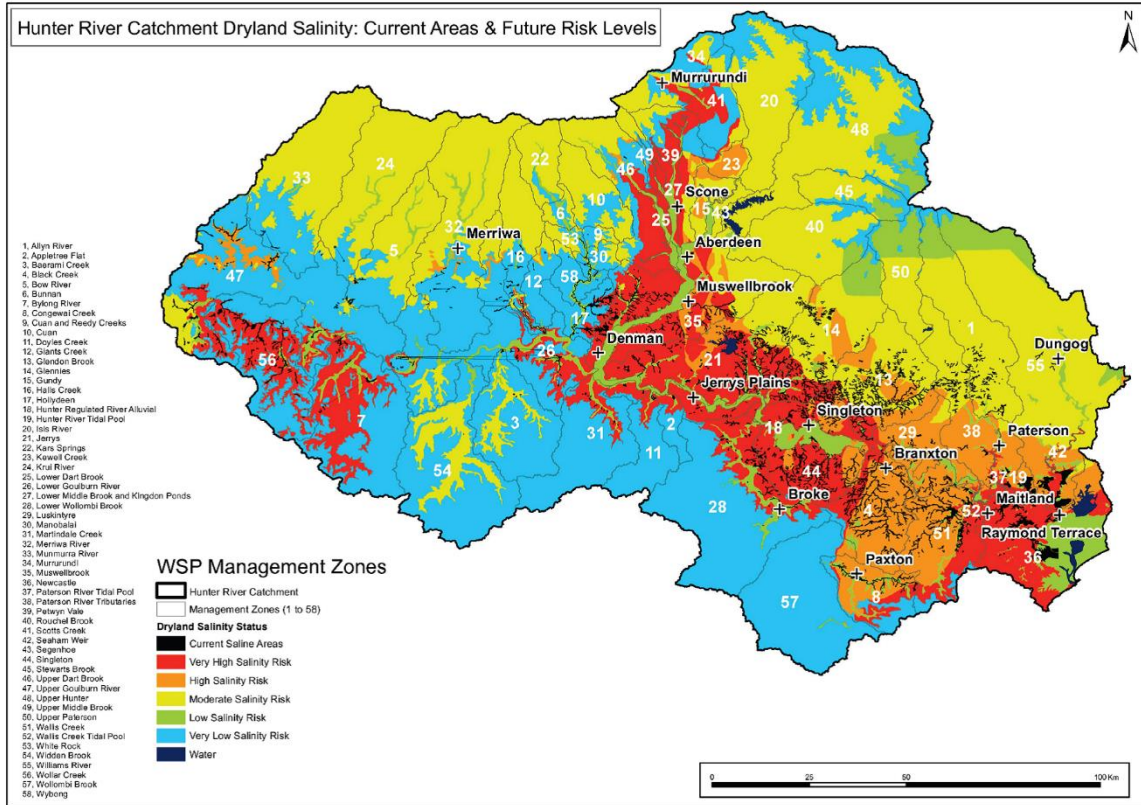 Hunter River Catchment Dryland Salinity: Current Areas & Future Risk Levels
N
34
Murrurundi
41
20
48
24
22
49
39
23
33
46
45
10
27
Scone
15
43
6
25
40
32
Merriwa
5
53
9
16
30
Aberdeen
50
47
12
58
Muswellbrook
17
35
14
1
Denman
Dungog
26
21
55
56
13
Jerrys Plains
7
3
2
Singleton
31
18
29
38
Paterson
11
42
54
44
Branxton
37
19
28
Broke
4
52
Maitland
51
Raymond Terrace
36
Paxton
57
8
1, Allyn River
2, Appletree Flat
3, Baerami Creek
4, Black Creek
5, Bow River
6, Bunnan
7, Bylong River
8, Congewai Creek
9, Cuan and Reedy Creeks
10, Cuan
11, Doyles Creek
12, Giants Creek
13, Glendon Brook
14, Glennies
15, Gundy
16, Halls Creek
17, Hollydeen
18, Hunter Regulated River Alluvial
19, Hunter River Tidal Pool
20, Isis River
21, Jerrys
22, Kars Springs
23, Kewell Creek
24, Krui River
25, Lower Dart Brook
26, Lower Goulburn River
27, Lower Middle Brook and Kingdon Ponds
28, Lower Wollombi Brook
29, Luskintyre
30, Manobalai
31, Martindale Creek
32, Merriwa River
33, Munmurra River
34, Murrurundi
35, Muswellbrook
36, Newcastle
37, Paterson River Tidal Pool
38, Paterson River Tributaries
39, Petwyn Vale
40, Rouchel Brook
41, Scotts Creek
42, Seaham Weir
43, Segenhoe
44, Singleton
45, Stewarts Brook
46, Upper Dart Brook
47, Upper Goulburn River
48, Upper Hunter
49, Upper Middle Brook
50, Upper Paterson
51, Wallis Creek
52, Wallis Creek Tidal Pool
53, White Rock
54, Widden Brook
55, Williams River
56, Wollar Creek
57, Wollombi Brook
58, Wybong
WSP Management Zones
Hunter River Catchment
Management Zones (1 to 58)
Dryland Salinity Status
Current Saline Areas
Very High Salinity Risk
High Salinity Risk
Moderate Salinity Risk
Low Salinity Risk
Very Low Salinity Risk
Water
0 25 50 100 Km